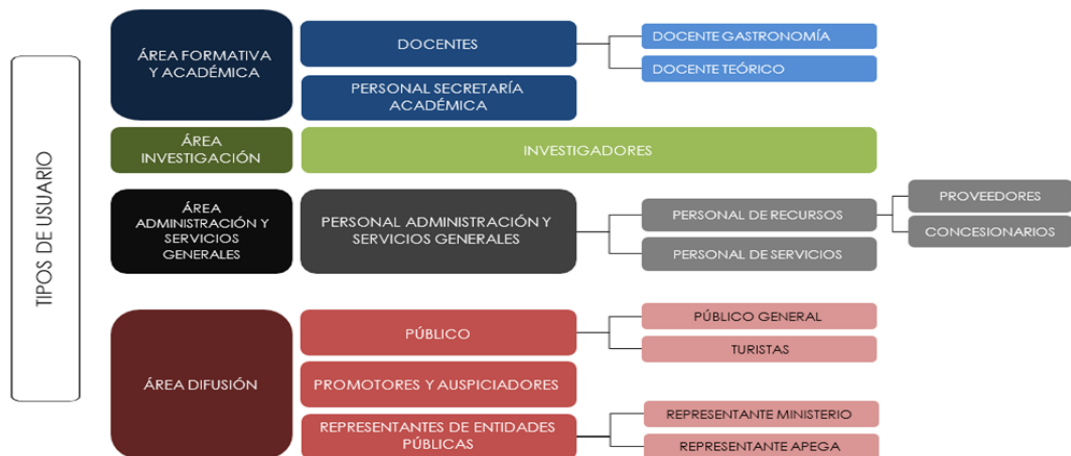 TIPOS DE USUARIO
ÁREA FORMATIVA
Y ACADÉMICA
DOCENTES
DOCENTE GASTRONOMÍA
DOCENTE TEÓRICO
PERSONAL SECRETARÍA
ACADÉMICA
ÁREA
INVESTIGACIÓN
INVESTIGADORES
ÁREA
ADMINISTRACIÓN Y
SERVICIOS
GENERALES
PERSONAL ADMINISTRACIÓN Y
SERVICIOS GENERALES
PERSONAL DE RECURSOS
PROVEEDORES
CONCESIONARIOS
PERSONAL DE SERVICIOS
ÁREA DIFUSIÓN
PÚBLICO
PÚBLICO GENERAL
TURISTAS
PROMOTORES Y AUSPICIADORES
REPRESENTANTES DE ENTIDADES
PÚBLICAS
REPRESENTANTE MINISTERIO
REPRESENTANTE APEGA